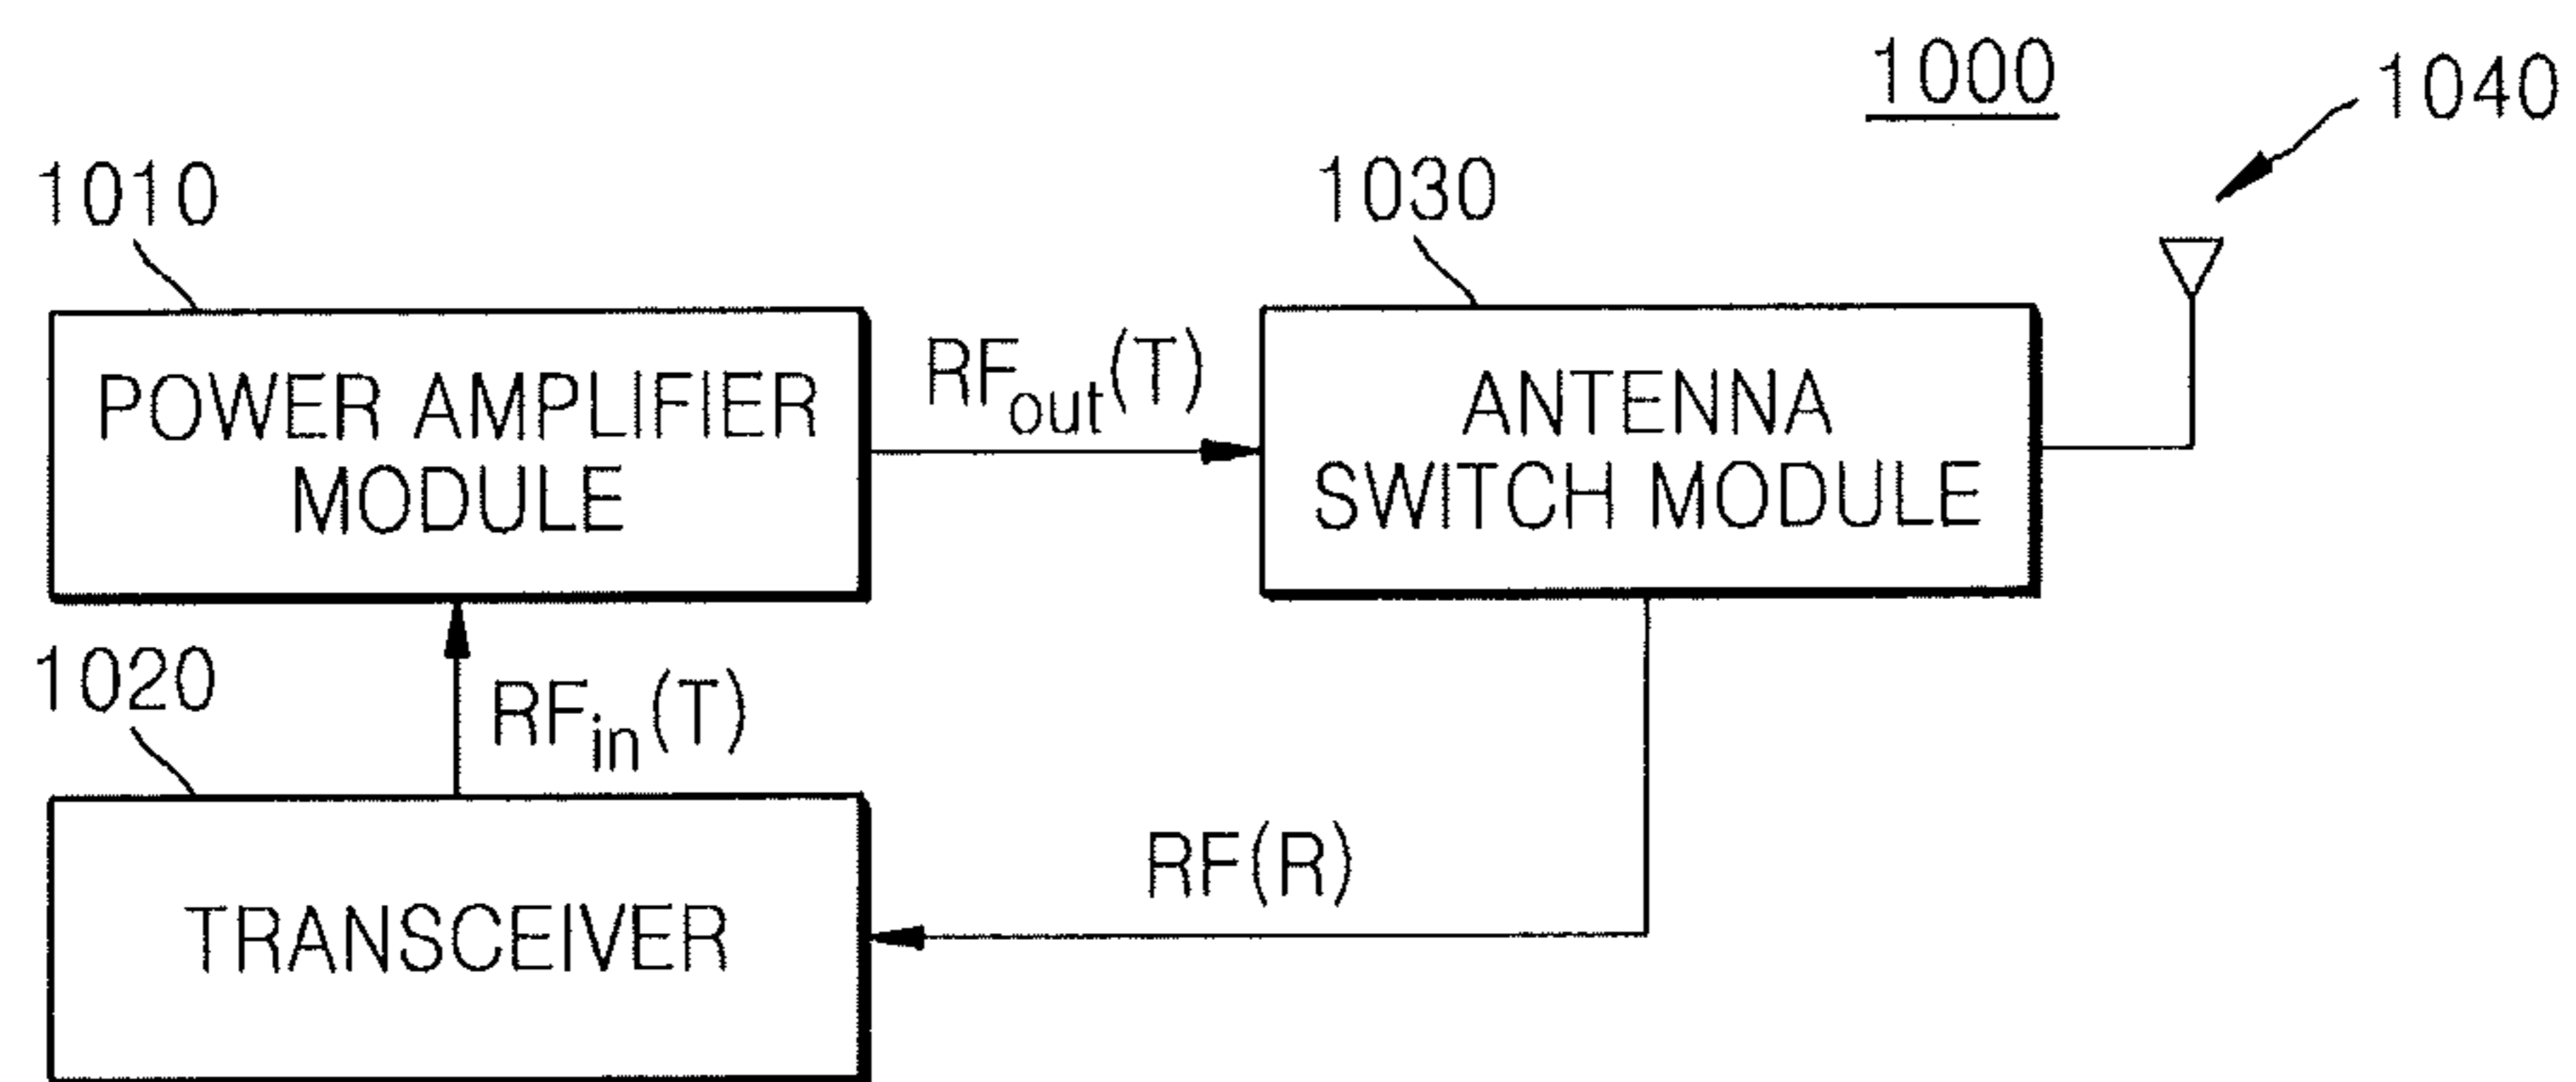 1000
1040
1010
1030
POWER AMPLIFIER
MODULE
RFout(T)
ANTENNA
SWITCH MODULE
1020
RFin(T)
TRANSCEIVER
RF(R)